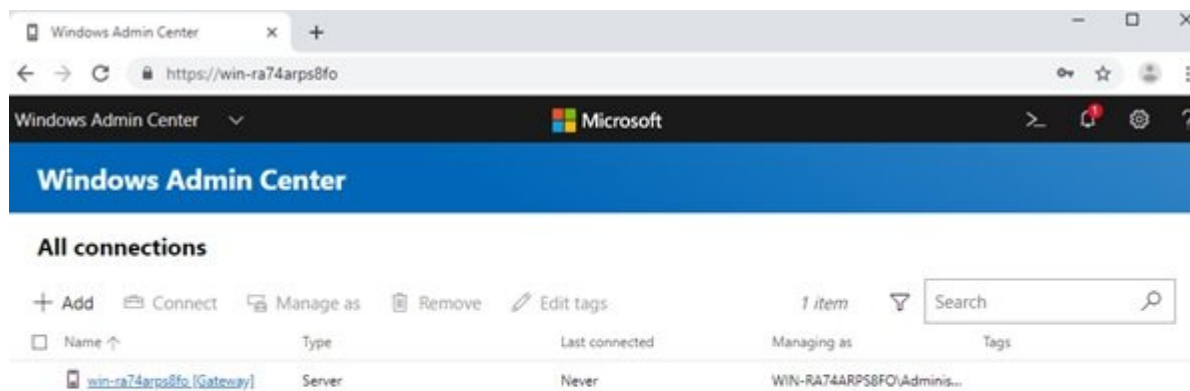 Windows Admin Center
https://win-ra74arps8fo
Windows Admin Center Microsoft >_ 1 ?
Windows Admin Center
All connections
Add Connect Manage as Remove Edit tags 1 item Search
Name Type Last connected Managing as Tags
win-ra74arps8fo [Gateway] Server Never WIN-RA74ARPS8FO\Adminis...